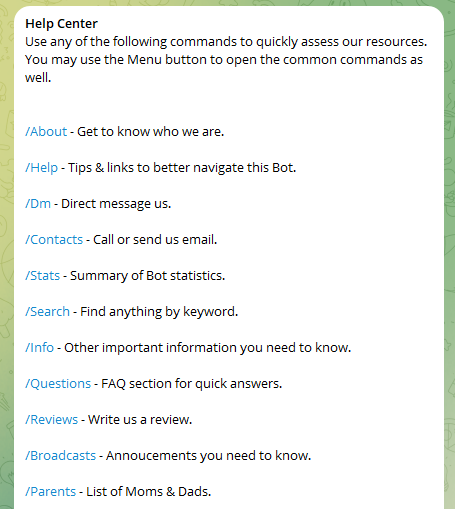 Help Center
Use any of the following commands to quickly assess our resources.
You may use the Menu button to open the common commands as
well.
/About - Get to know who we are.
/Help - Tips & links to better navigate this Bot.
/Dm - Direct message us.
/Contacts - Call or send us email.
/Stats - Summary of Bot statistics.
/Search - Find anything by keyword.
/Info - Other important information you need to know.
/Questions - FAQ section for quick answers.
/Reviews - Write us a review.
/Broadcasts - Annoucements you need to know.
/Parents - List of Moms & Dads.